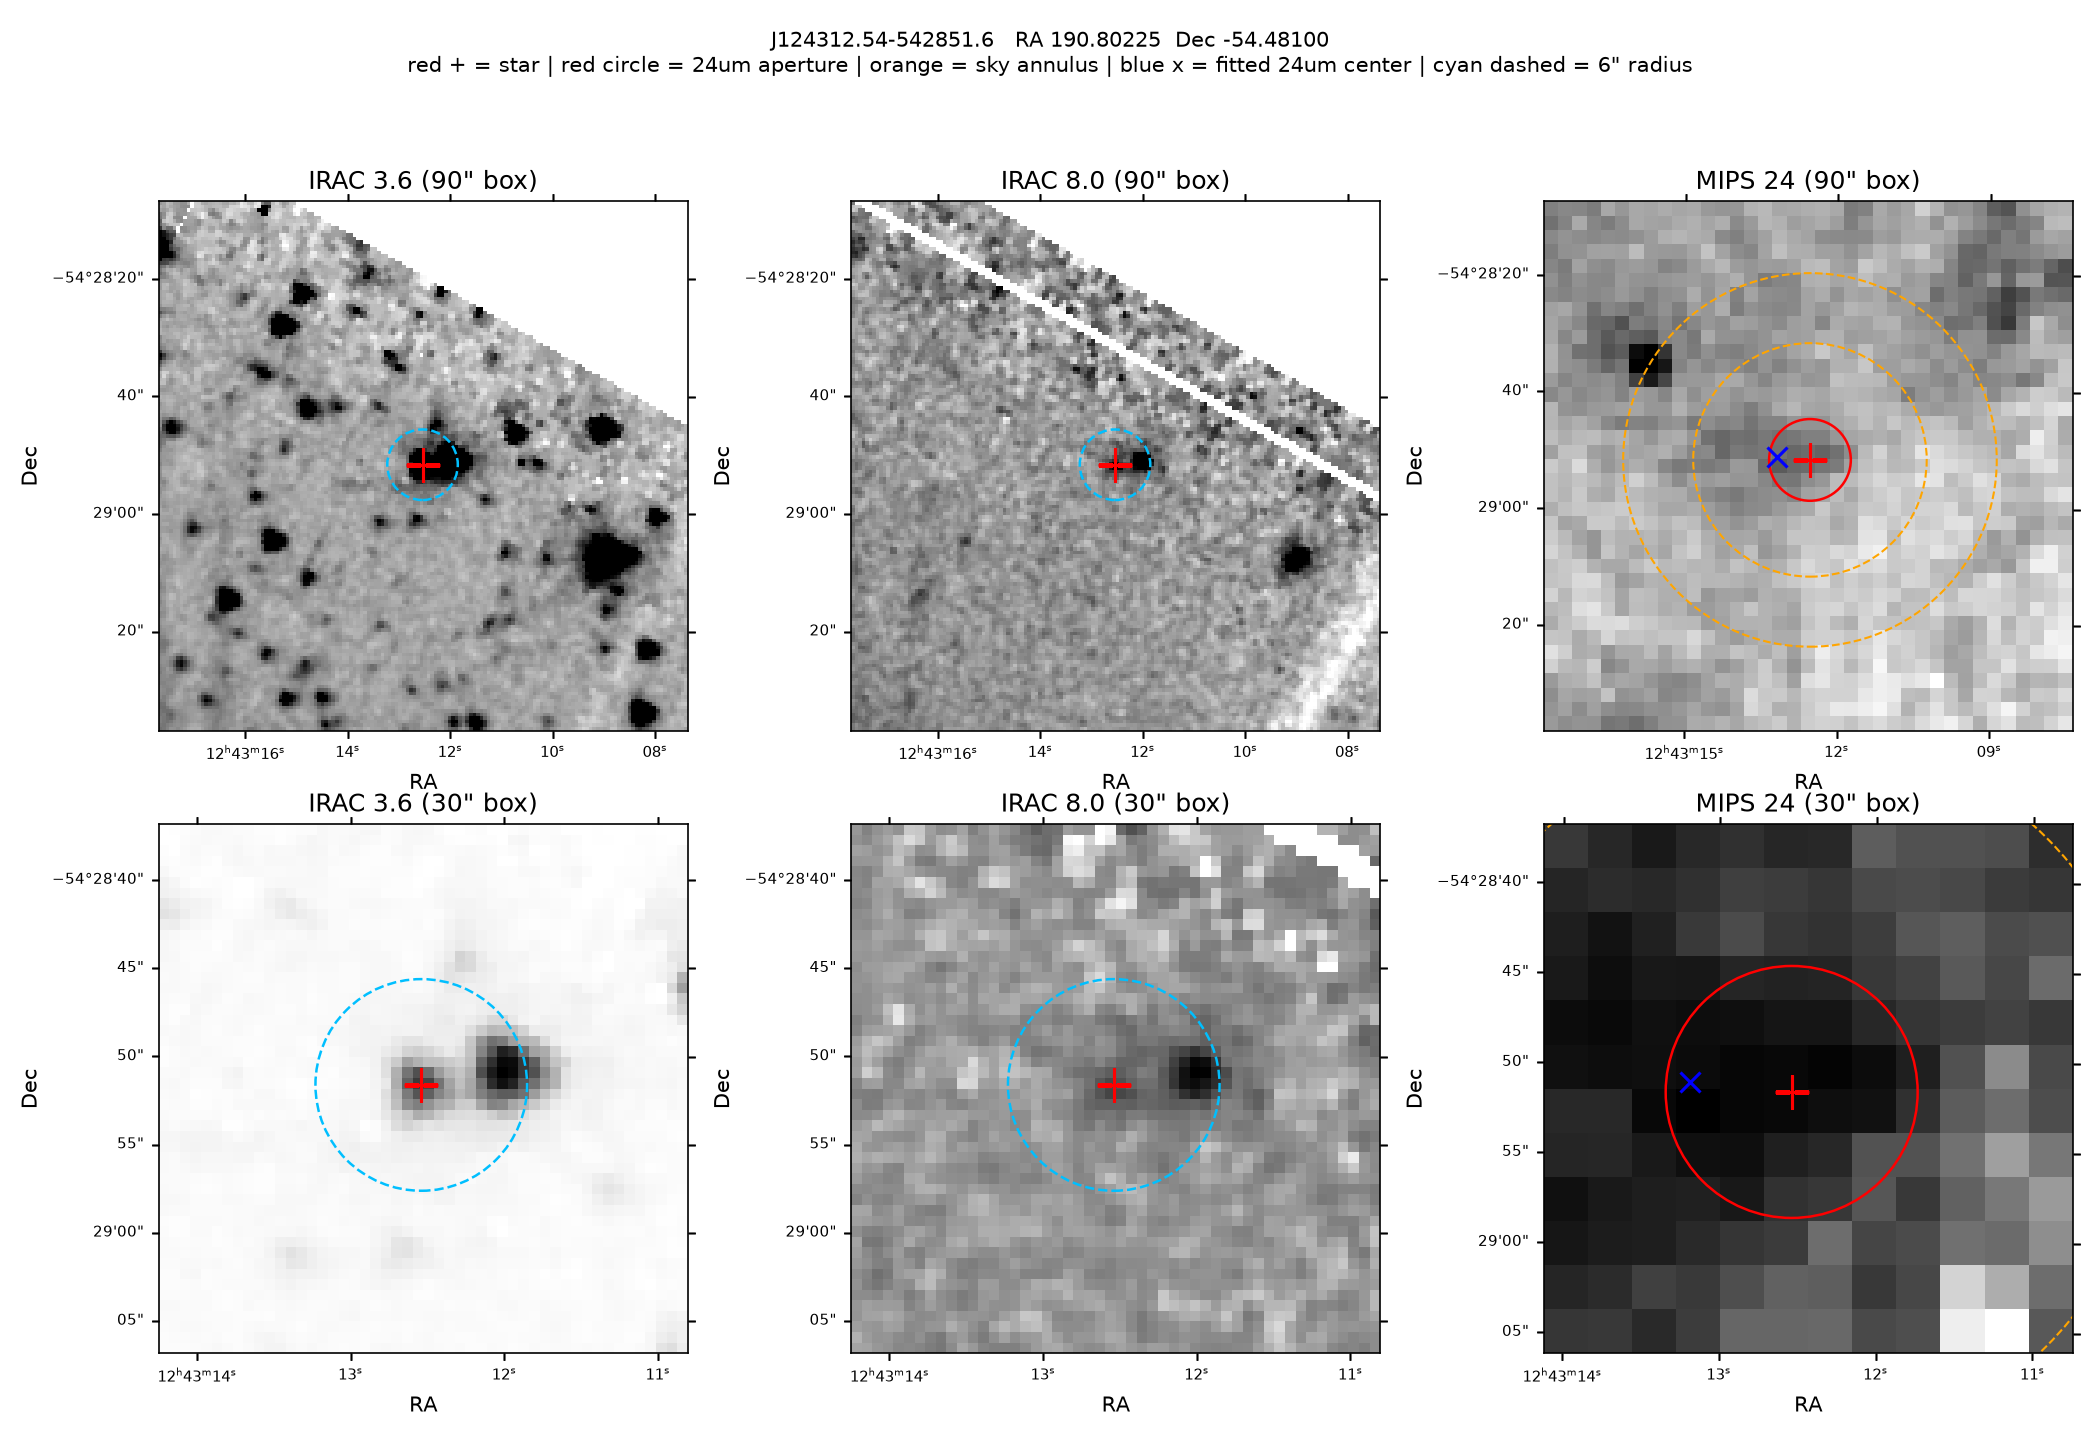 J124312.54-542851.6   RA 190.80225  Dec -54.48100
red + = star | red circle = 24um aperture | orange = sky annulus | blue x = fitted 24um center | cyan dashed = 6" radius
IRAC 3.6 (90" box)
Dec
−54°28'20"
40"
29'00"
20"
12ʰ43ᵐ16ˢ
14ˢ
12ˢ
10ˢ
08ˢ
RA
IRAC 8.0 (90" box)
Dec
−54°28'20"
40"
29'00"
20"
12ʰ43ᵐ16ˢ
14ˢ
12ˢ
10ˢ
08ˢ
RA
MIPS 24 (90" box)
Dec
−54°28'20"
40"
29'00"
20"
12ʰ43ᵐ15ˢ
12ˢ
09ˢ
RA
IRAC 3.6 (30" box)
Dec
−54°28'40"
45"
50"
55"
29'00"
05"
12ʰ43ᵐ14ˢ
13ˢ
12ˢ
11ˢ
RA
IRAC 8.0 (30" box)
Dec
−54°28'40"
45"
50"
55"
29'00"
05"
12ʰ43ᵐ14ˢ
13ˢ
12ˢ
11ˢ
RA
MIPS 24 (30" box)
Dec
−54°28'40"
45"
50"
55"
29'00"
05"
12ʰ43ᵐ14ˢ
13ˢ
12ˢ
11ˢ
RA